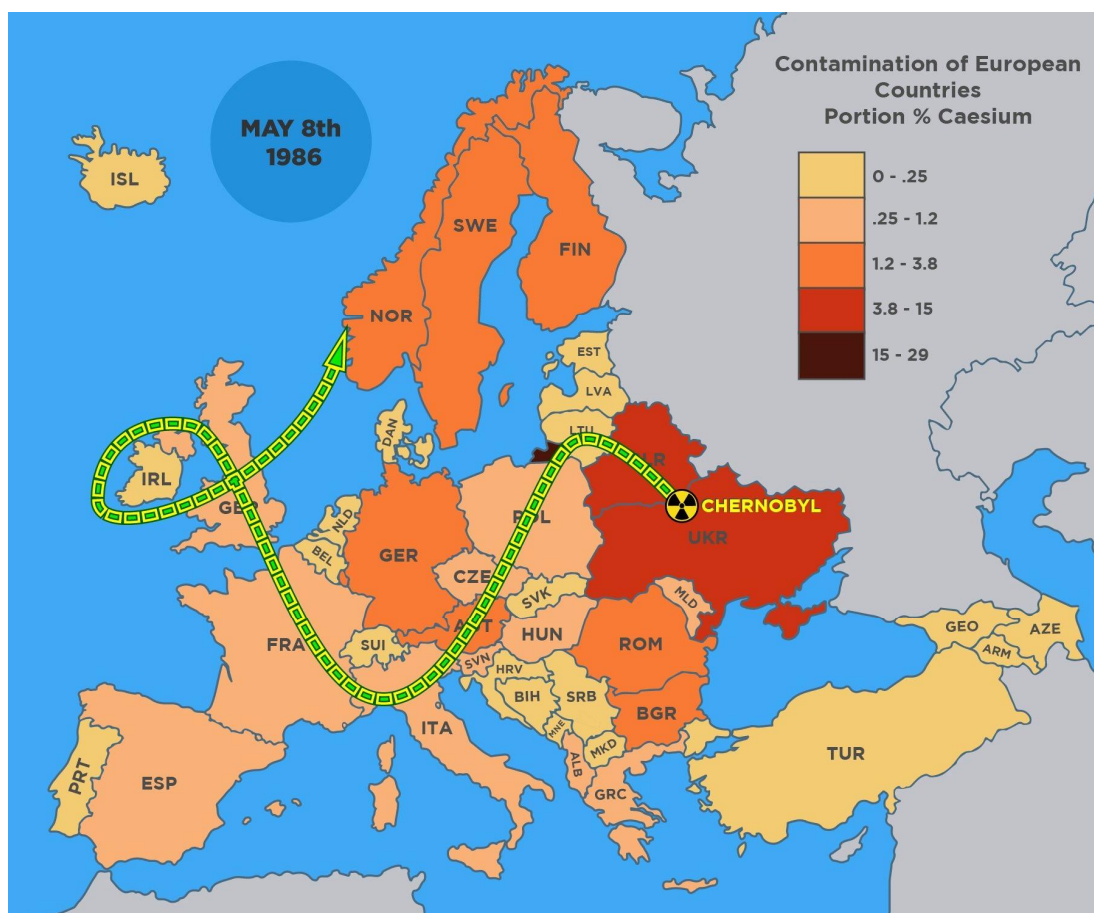 Contamination of European
Countries
Portion % Caesium
MAY 8th
1986
0 - .25
.25 - 1.2
1.2 - 3.8
3.8 - 15
15 - 29
ISL
SWE
FIN
NOR
EST
LVA
LTU
DAN
IRL
NLD
BEL
GER
CHERNOBYL
UKR
CZE
SVK
MLD
FRA
SUI
HUN
ROM
GEO
AZE
ARM
SVN
HRV
BIH
SRB
BGR
MNE
MKD
ITA
ALB
GRC
TUR
PRT
ESP